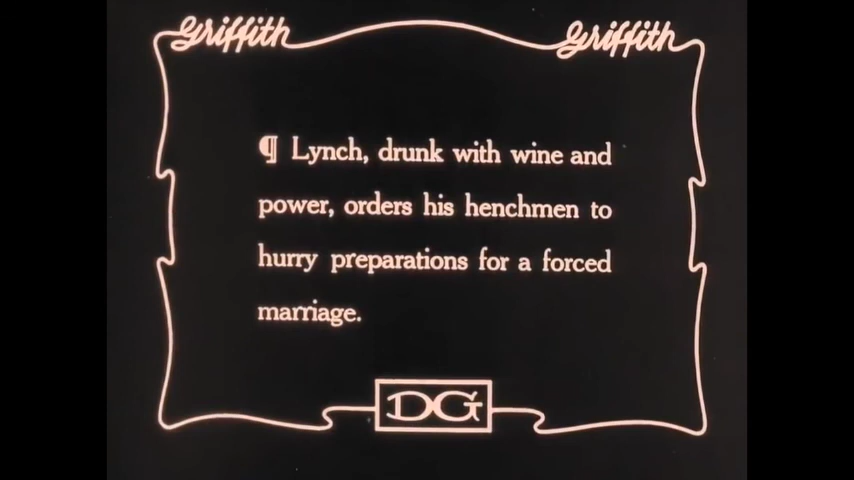 Griffith Griffith
¶ Lynch, drunk with wine and
power, orders his henchmen to
hurry preparations for a forced
marriage.
DG